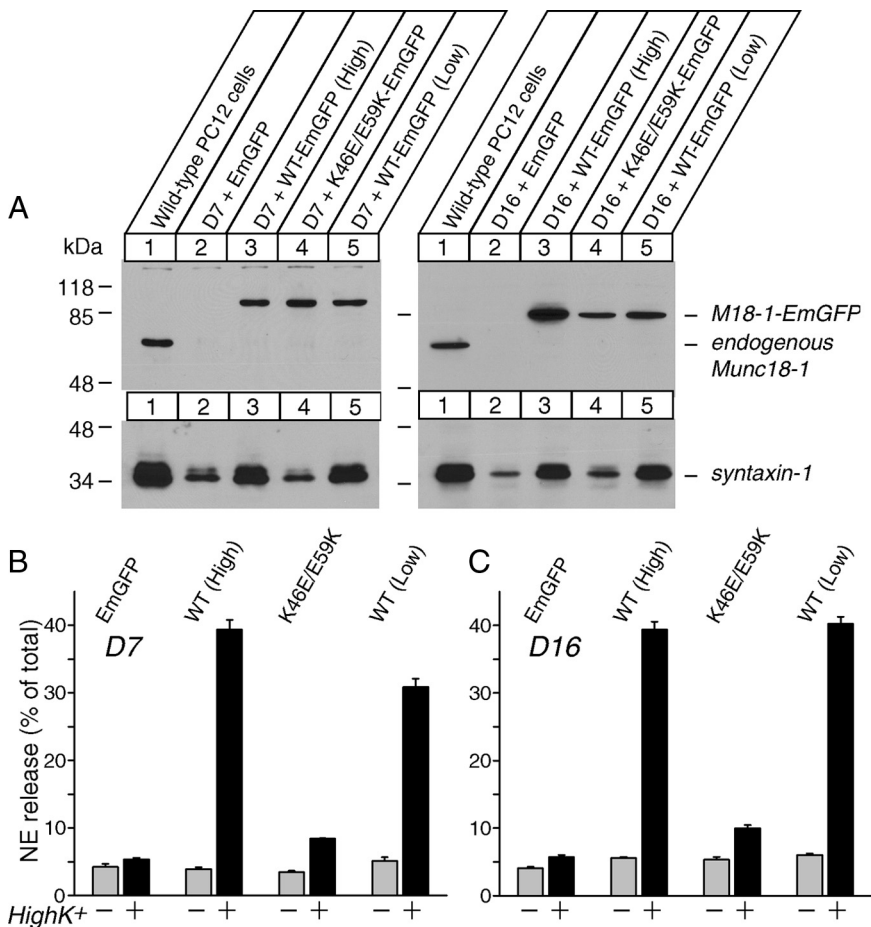 Wild-type PC12 cells
D7 + EmGFP
D7 + WT-EmGFP (High)
D7 + K46E/E59K-EmGFP
D7 + WT-EmGFP (Low)
Wild-type PC12 cells
D16 + EmGFP
D16 + WT-EmGFP (High)
D16 + K46E/E59K-EmGFP
D16 + WT-EmGFP (Low)
A
kDa
1 2 3 4 5
1 2 3 4 5
118
85
48
M18-1-EmGFP
endogenous
Munc18-1
1 2 3 4 5
1 2 3 4 5
48
34
syntaxin-1
B
EmGFP
WT (High)
K46E/E59K
WT (Low)
D7
NE release (% of total)
40
30
20
10
0
HighK+ − + − + − + − +
C
EmGFP
WT (High)
K46E/E59K
WT (Low)
D16
40
30
20
10
0
− + − + − + − +